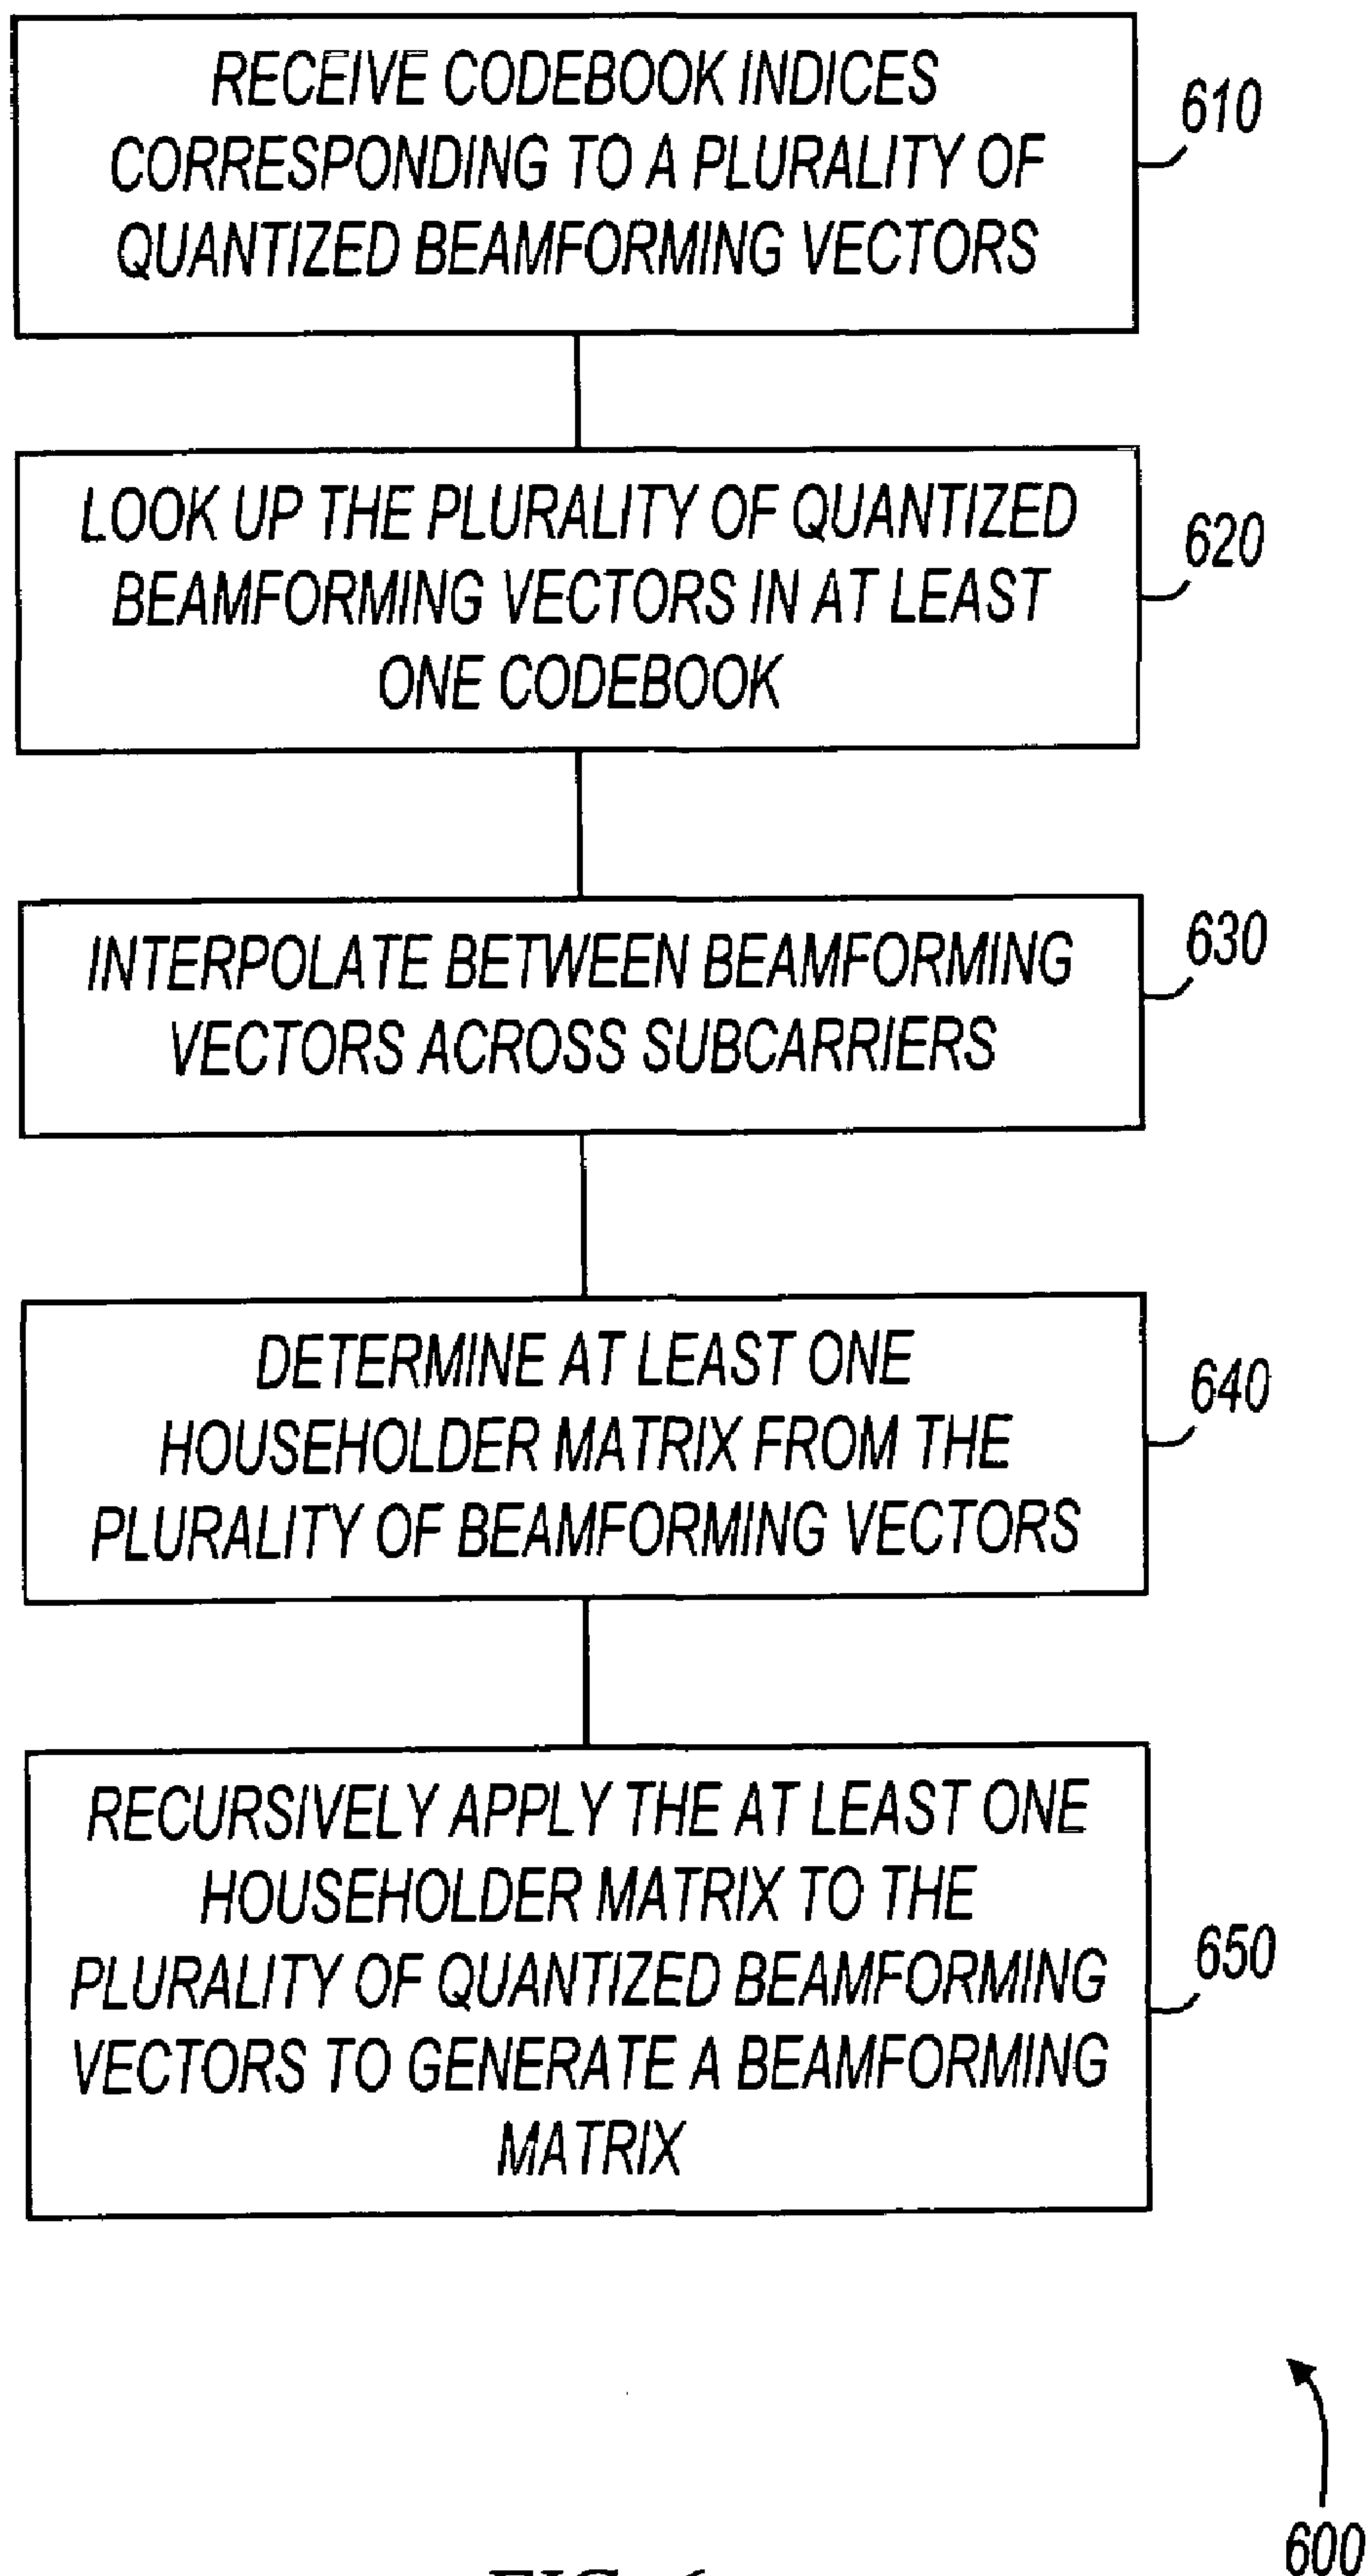 RECEIVE CODEBOOK INDICES
CORRESPONDING TO A PLURALITY OF
QUANTIZED BEAMFORMING VECTORS
610
LOOK UP THE PLURALITY OF QUANTIZED
BEAMFORMING VECTORS IN AT LEAST
ONE CODEBOOK
620
INTERPOLATE BETWEEN BEAMFORMING
VECTORS ACROSS SUBCARRIERS
630
DETERMINE AT LEAST ONE
HOUSEHOLDER MATRIX FROM THE
PLURALITY OF BEAMFORMING VECTORS
640
RECURSIVELY APPLY THE AT LEAST ONE
HOUSEHOLDER MATRIX TO THE
PLURALITY OF QUANTIZED BEAMFORMING
VECTORS TO GENERATE A BEAMFORMING
MATRIX
650
600